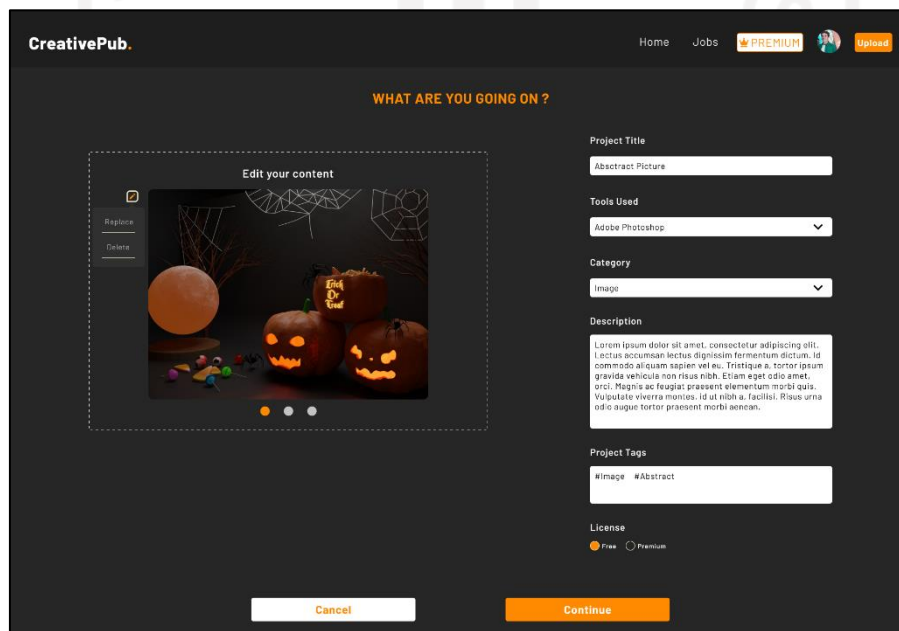 CreativePub.
Home Jobs PREMIUM Upload
WHAT ARE YOU GOING ON ?
Edit your content
Replace
Delete
Trick
Or
Treat
Project Title
Absctract Picture
Tools Used
Adobe Photoshop
Category
Image
Description
Lorem ipsum dolor sit amet, consectetur adipiscing elit.
Lectus accumsan lectus dignissim fermentum dictum. Id
commodo aliquam sapien vel eu. Tristique a, tortor ipsum
gravida vehicula non risus nibh. Etiam eget odio amet,
orci. Magnis ac feugiat praesent elementum morbi quis.
Vulputate viverra montes, id ut nibh a, facilisi. Risus urna
odio augue tortor praesent morbi aenean.
Project Tags
#Image #Abstract
License
Free Premium
Cancel
Continue